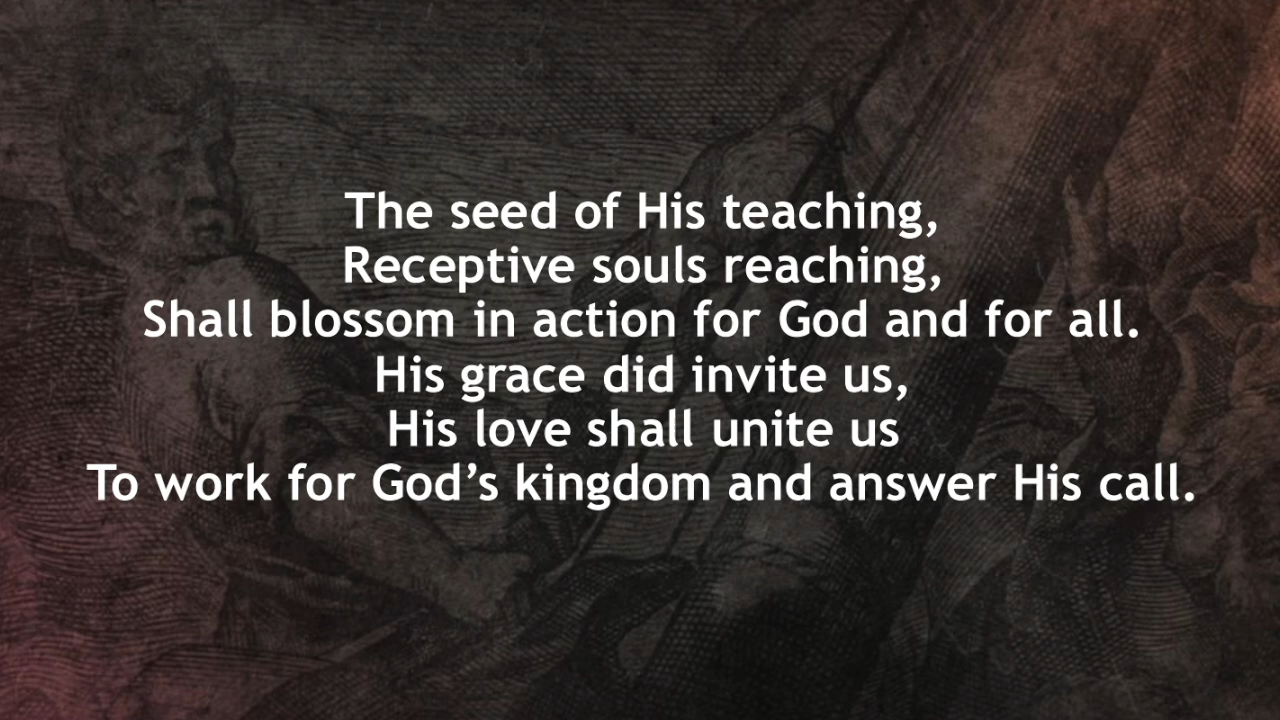 The seed of His teaching,
Receptive souls reaching,
Shall blossom in action for God and for all.
His grace did invite us,
His love shall unite us
To work for God’s kingdom and answer His call.